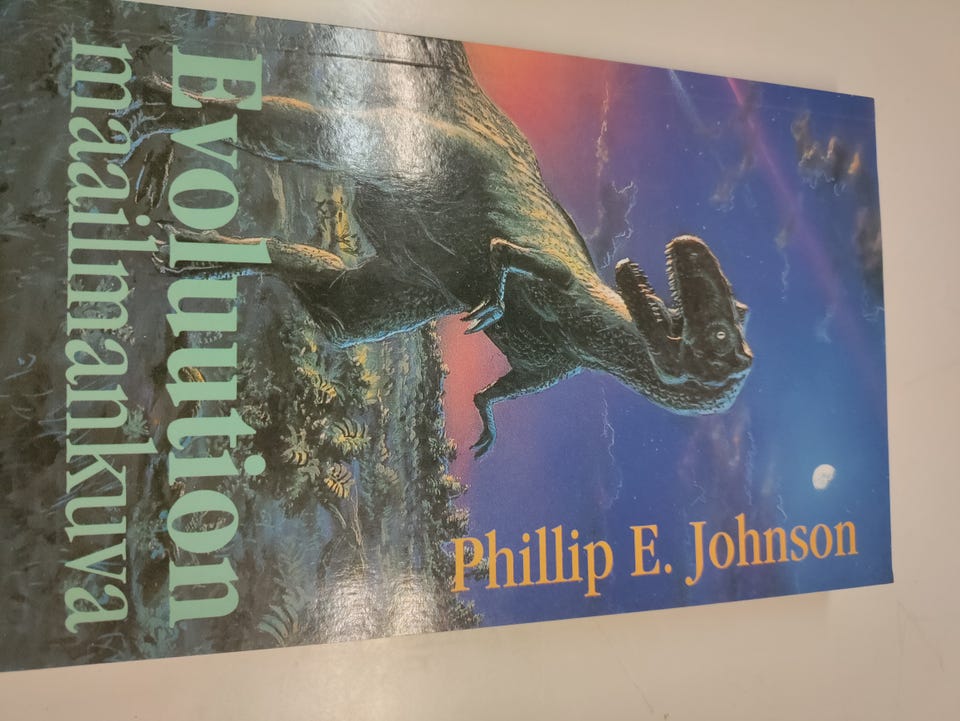 Phillip E. Johnson
Evoluution
maailmankuva